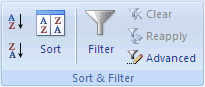 A
Z
Z
A
A Z
Z A
Sort
Filter
Clear
Reapply
Advanced
Sort & Filter